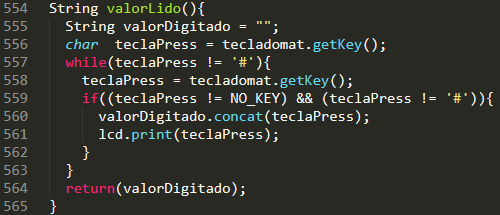 554 String valorLido(){
555   String valorDigitado = "";
556   char  teclaPress = tecladomat.getKey();
557   while(teclaPress != '#'){
558     teclaPress = tecladomat.getKey();
559     if((teclaPress != NO_KEY) && (teclaPress != '#')){
560       valorDigitado.concat(teclaPress);
561       lcd.print(teclaPress);
562     }
563   }
564   return(valorDigitado);
565 }